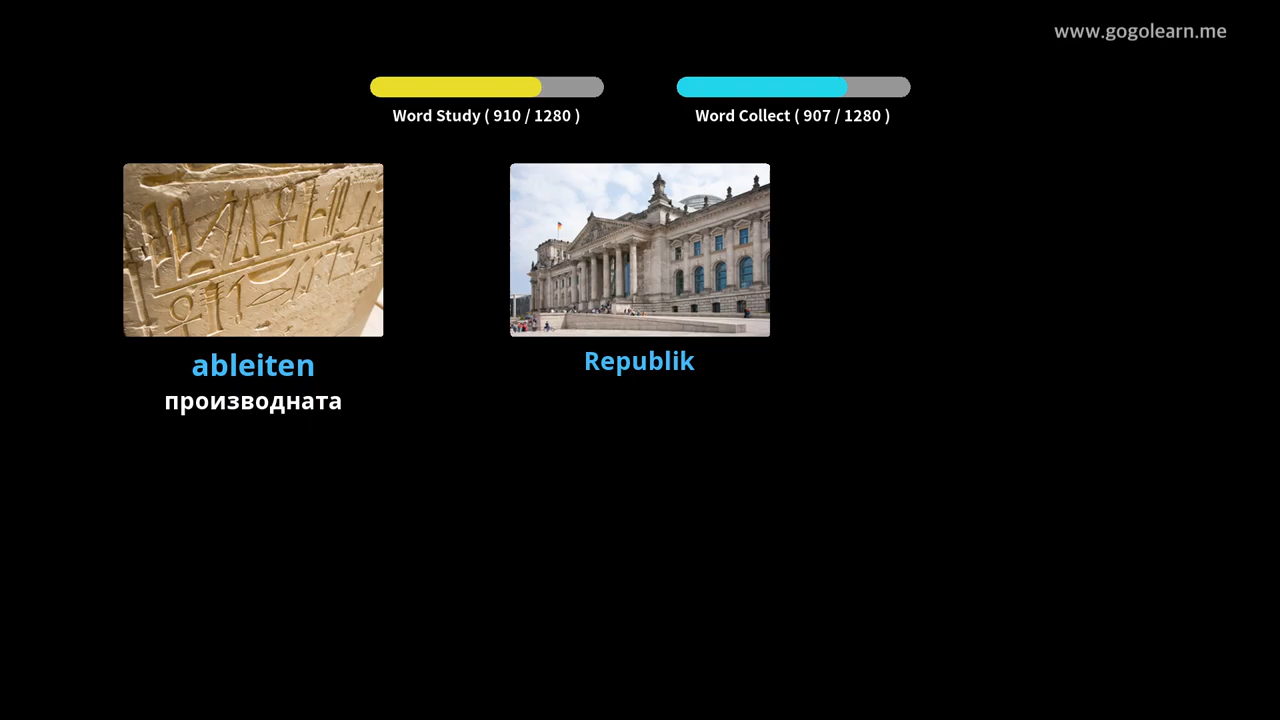 www.gogolearn.me
Word Study ( 910 / 1280 )
Word Collect ( 907 / 1280 )
ableiten
производната
Republik